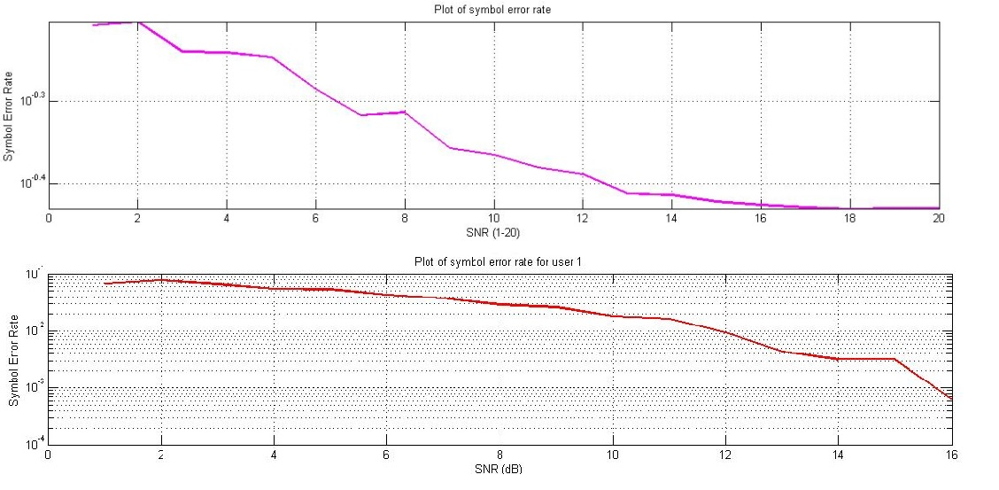 Plot of symbol error rate
Symbol Error Rate
10^-0.3
10^-0.4
0 2 4 6 8 10 12 14 16 18 20
SNR (1-20)
Plot of symbol error rate for user 1
Symbol Error Rate
10^-1
10^-2
10^-3
10^-4
0 2 4 6 8 10 12 14 16
SNR (dB)